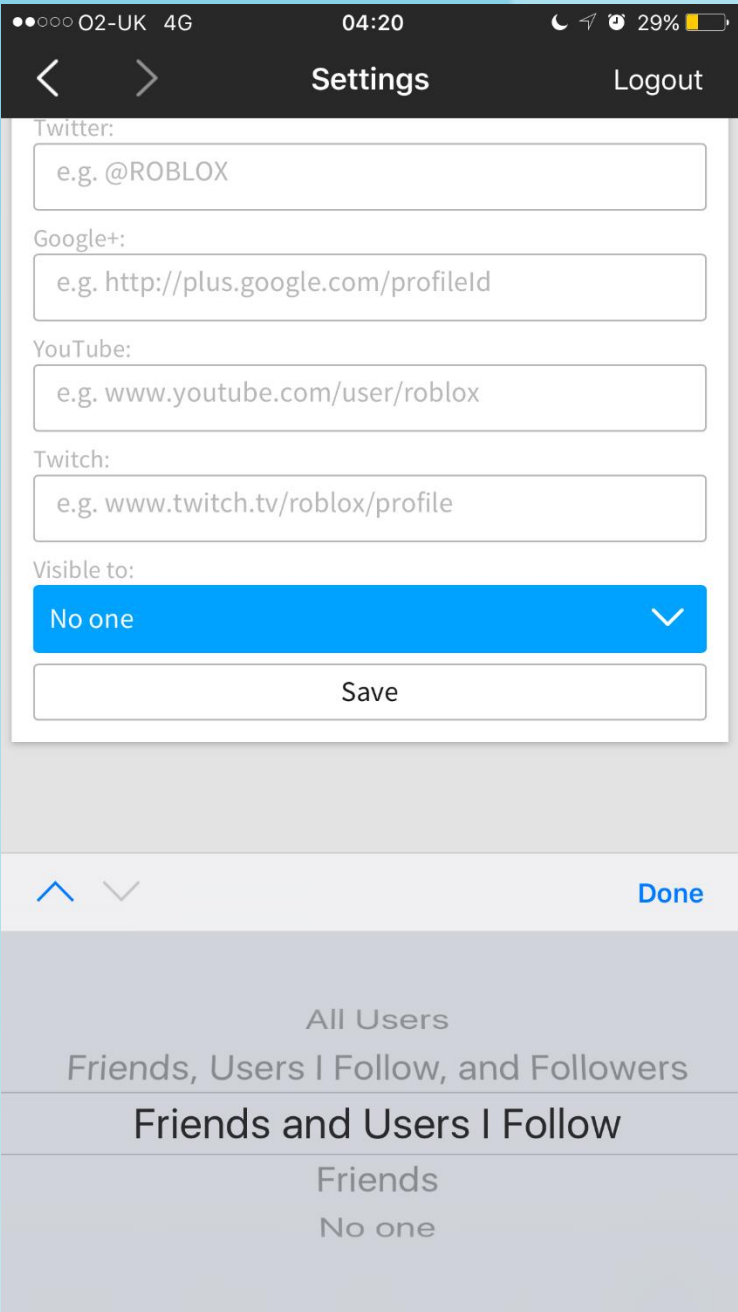 O2-UK 4G 04:20 29%
Settings Logout
Twitter:
e.g. @ROBLOX
Google+:
e.g. http://plus.google.com/profileId
YouTube:
e.g. www.youtube.com/user/roblox
Twitch:
e.g. www.twitch.tv/roblox/profile
Visible to:
No one
Save
Done
All Users
Friends, Users I Follow, and Followers
Friends and Users I Follow
Friends
No one